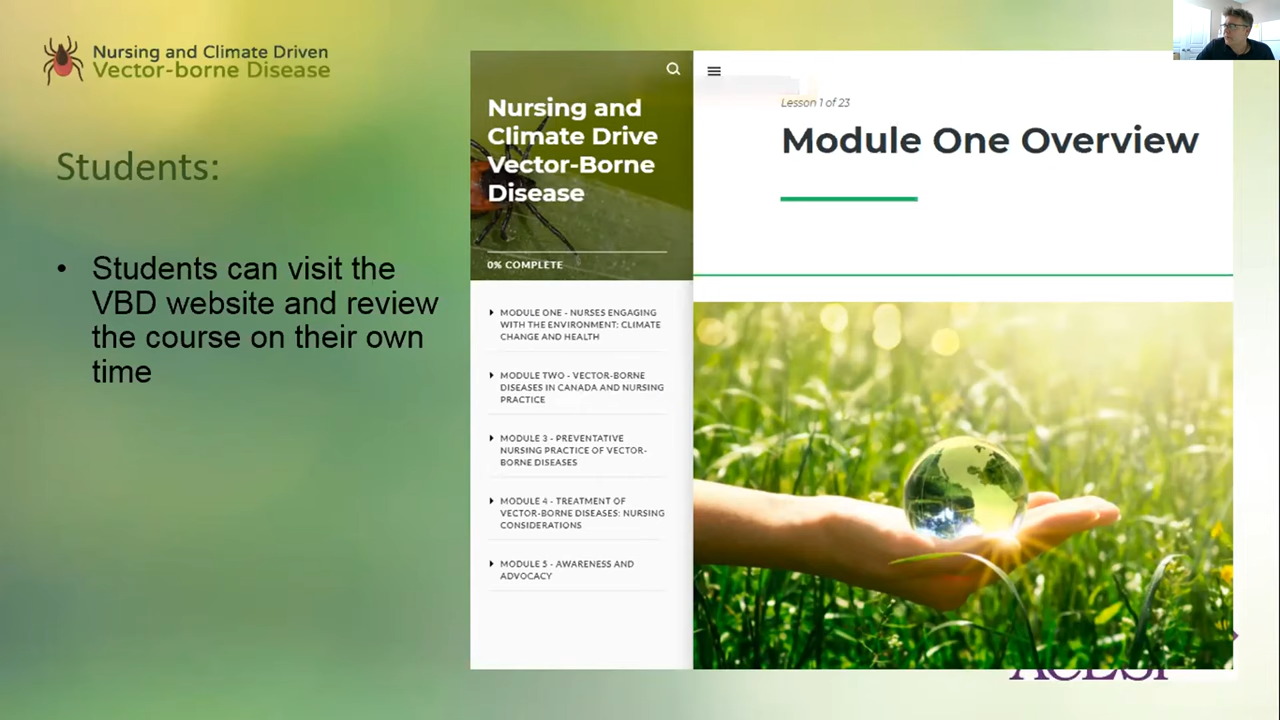 Nursing and Climate Driven
Vector-borne Disease
Students:
• Students can visit the
VBD website and review
the course on their own
time
Nursing and
Climate Drive
Vector-Borne
Disease
0% COMPLETE
MODULE ONE - NURSES ENGAGING
WITH THE ENVIRONMENT: CLIMATE
CHANGE AND HEALTH
MODULE TWO - VECTOR-BORNE
DISEASES IN CANADA AND NURSING
PRACTICE
MODULE 3 - PREVENTATIVE
NURSING PRACTICE OF VECTOR-
BORNE DISEASES
MODULE 4 - TREATMENT OF
VECTOR-BORNE DISEASES: NURSING
CONSIDERATIONS
MODULE 5 - AWARENESS AND
ADVOCACY
Lesson 1 of 23
Module One Overview